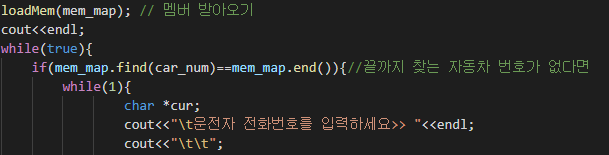 loadMem(mem_map); // 멤버 받아오기
cout<<endl;
while(true){
if(mem_map.find(car_num)==mem_map.end()){//끝까지 찾는 자동차 번호가 없다면
while(1){
char *cur;
cout<<"\t운전자 전화번호를 입력하세요>> "<<endl;
cout<<"\t\t";